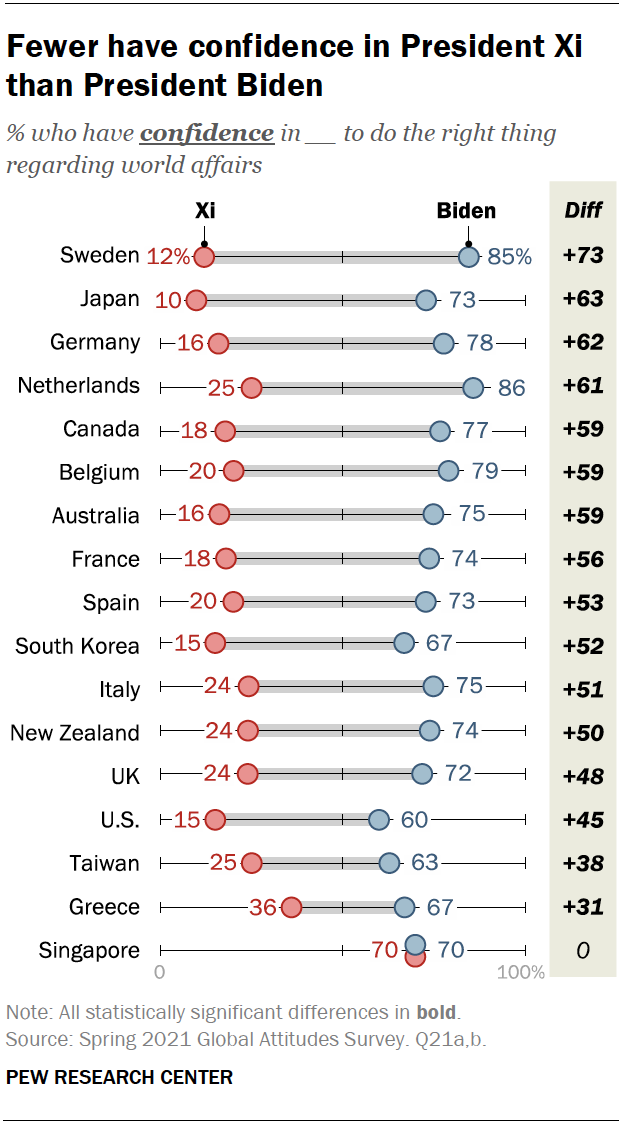 Fewer have confidence in President Xi
than President Biden
% who have confidence in __ to do the right thing
regarding world affairs
Xi Biden Diff
Sweden 12% 85% +73
Japan 10 73 +63
Germany 16 78 +62
Netherlands 25 86 +61
Canada 18 77 +59
Belgium 20 79 +59
Australia 16 75 +59
France 18 74 +56
Spain 20 73 +53
South Korea 15 67 +52
Italy 24 75 +51
New Zealand 24 74 +50
UK 24 72 +48
U.S. 15 60 +45
Taiwan 25 63 +38
Greece 36 67 +31
Singapore 70 70 0
0 100%
Note: All statistically significant differences in bold.
Source: Spring 2021 Global Attitudes Survey. Q21a,b.
PEW RESEARCH CENTER